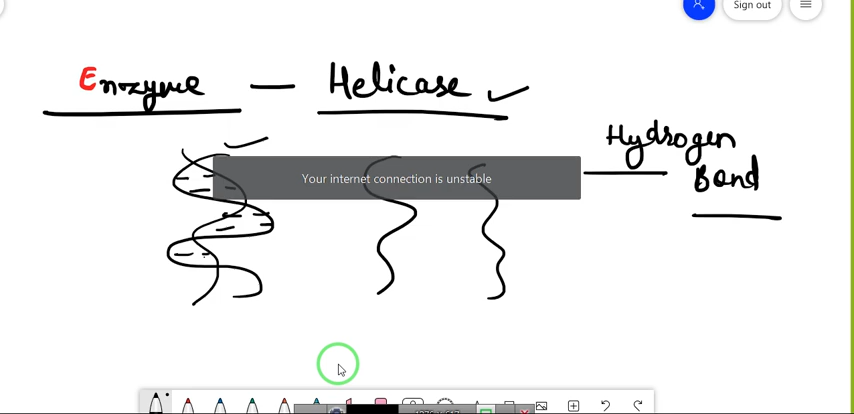 Sign out
Enzyme — Helicase ✓
Hydrogen
Bond
Your internet connection is unstable